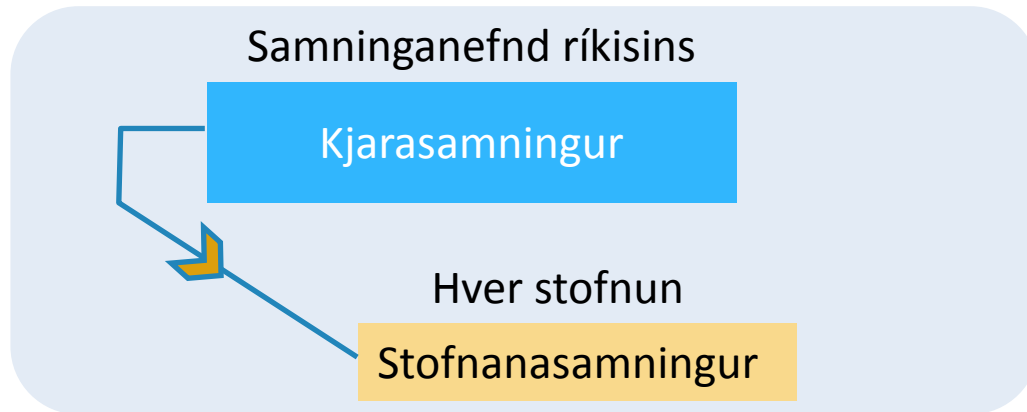 Samninganefnd ríkisins
Kjarasamningur
Hver stofnun
Stofnanasamningur